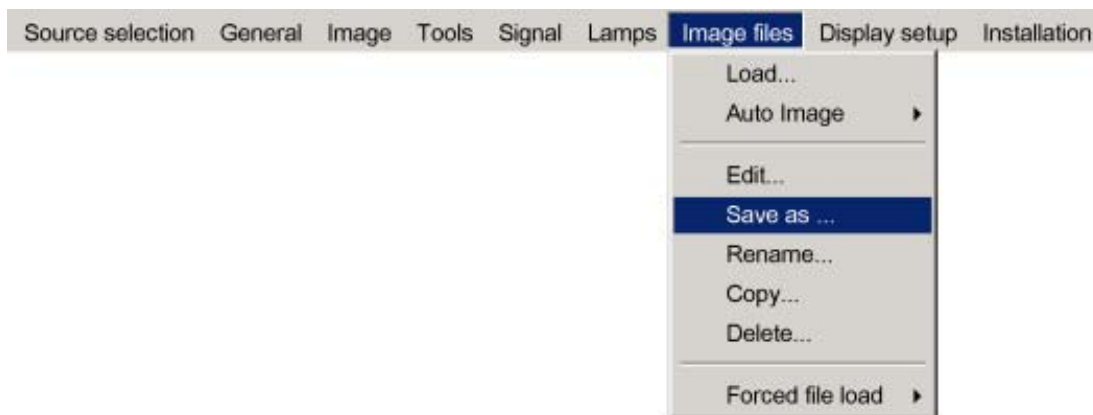 Source selection General Image Tools Signal Lamps Image files Display setup Installation
Load...
Auto Image
Edit...
Save as ...
Rename...
Copy...
Delete...
Forced file load